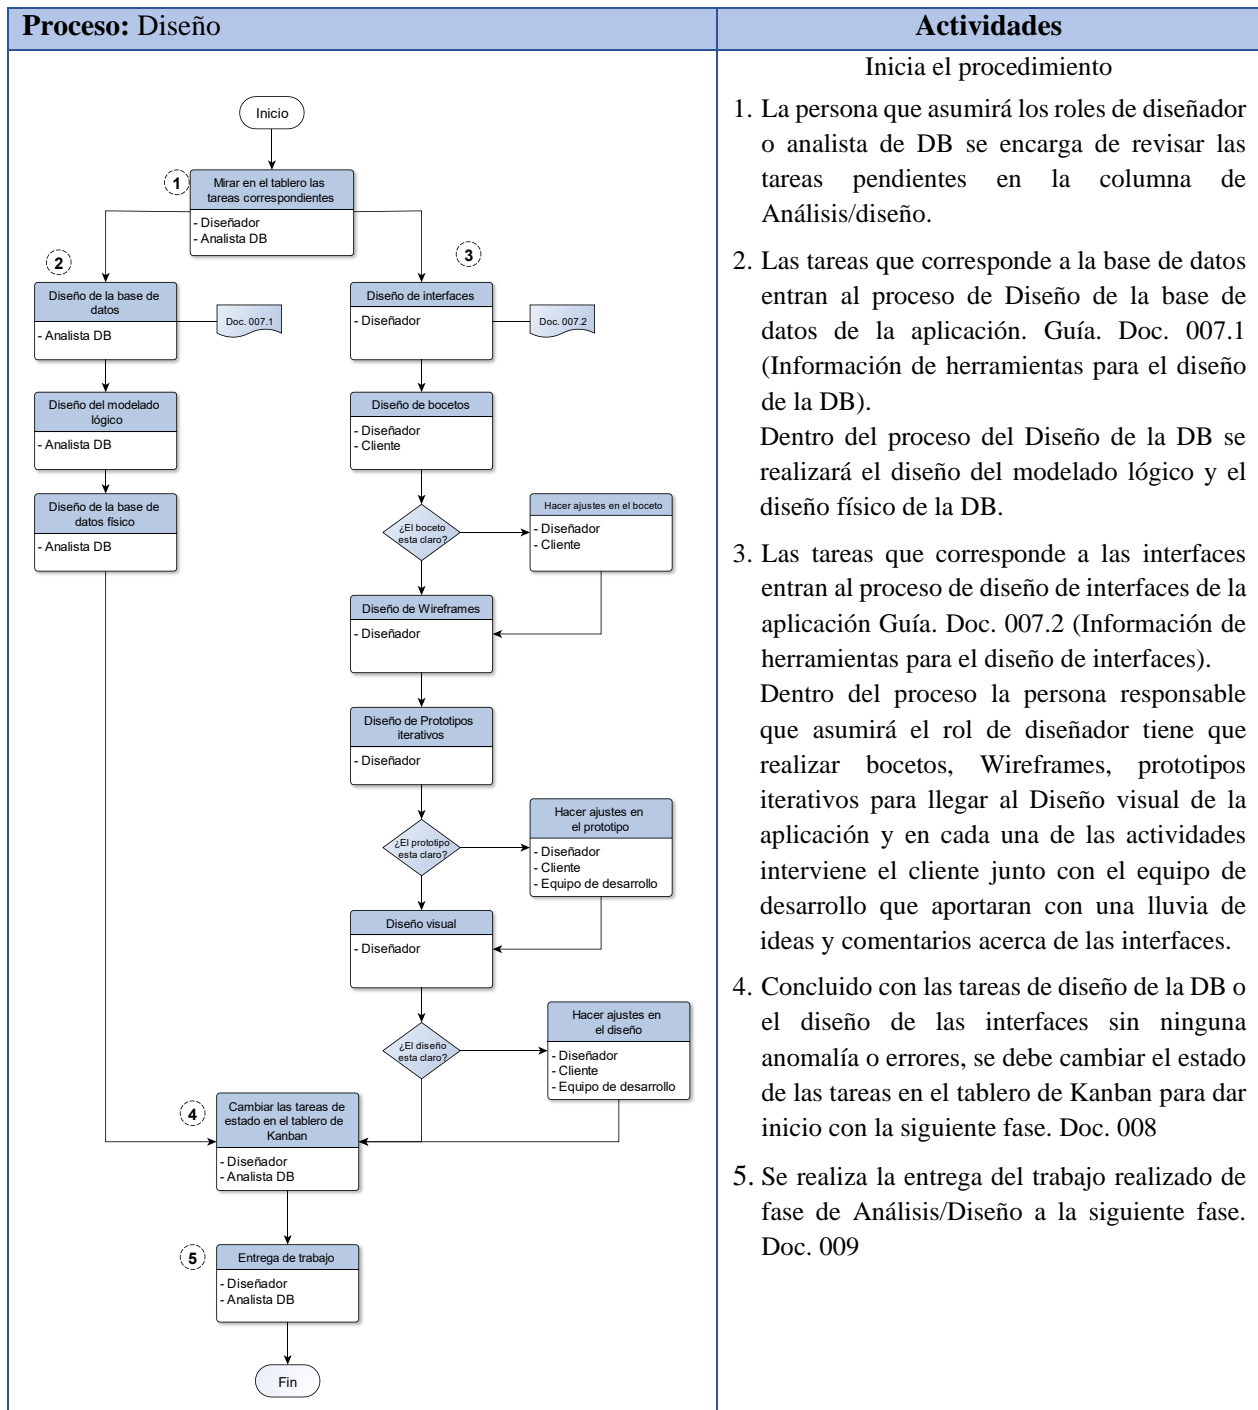 Proceso: Diseño
Actividades
Inicio
1
Mirar en el tablero las
tareas correspondientes
- Diseñador
- Analista DB
2
3
Diseño de la base de
datos
- Analista DB
Doc. 007.1
Diseño de interfaces
- Diseñador
Doc. 007.2
Diseño del modelado
lógico
- Analista DB
Diseño de bocetos
- Diseñador
- Cliente
Diseño de la base de
datos físico
- Analista DB
¿El boceto
esta claro?
Hacer ajustes en el boceto
- Diseñador
- Cliente
Diseño de Wireframes
- Diseñador
Diseño de Prototipos
iterativos
- Diseñador
¿El prototipo
esta claro?
Hacer ajustes en
el prototipo
- Diseñador
- Cliente
- Equipo de desarrollo
Diseño visual
- Diseñador
¿El diseño
esta claro?
Hacer ajustes en
el diseño
- Diseñador
- Cliente
- Equipo de desarrollo
4
Cambiar las tareas de
estado en el tablero de
Kanban
- Diseñador
- Analista DB
5
Entrega de trabajo
- Diseñador
- Analista DB
Fin
Inicia el procedimiento
1. La persona que asumirá los roles de diseñador
o analista de DB se encarga de revisar las
tareas pendientes en la columna de
Análisis/diseño.
2. Las tareas que corresponde a la base de datos
entran al proceso de Diseño de la base de
datos de la aplicación. Guía. Doc. 007.1
(Información de herramientas para el diseño
de la DB).
Dentro del proceso del Diseño de la DB se
realizará el diseño del modelado lógico y el
diseño físico de la DB.
3. Las tareas que corresponde a las interfaces
entran al proceso de diseño de interfaces de la
aplicación Guía. Doc. 007.2 (Información de
herramientas para el diseño de interfaces).
Dentro del proceso la persona responsable
que asumirá el rol de diseñador tiene que
realizar bocetos, Wireframes, prototipos
iterativos para llegar al Diseño visual de la
aplicación y en cada una de las actividades
interviene el cliente junto con el equipo de
desarrollo que aportaran con una lluvia de
ideas y comentarios acerca de las interfaces.
4. Concluido con las tareas de diseño de la DB o
el diseño de las interfaces sin ninguna
anomalía o errores, se debe cambiar el estado
de las tareas en el tablero de Kanban para dar
inicio con la siguiente fase. Doc. 008
5. Se realiza la entrega del trabajo realizado de
fase de Análisis/Diseño a la siguiente fase.
Doc. 009